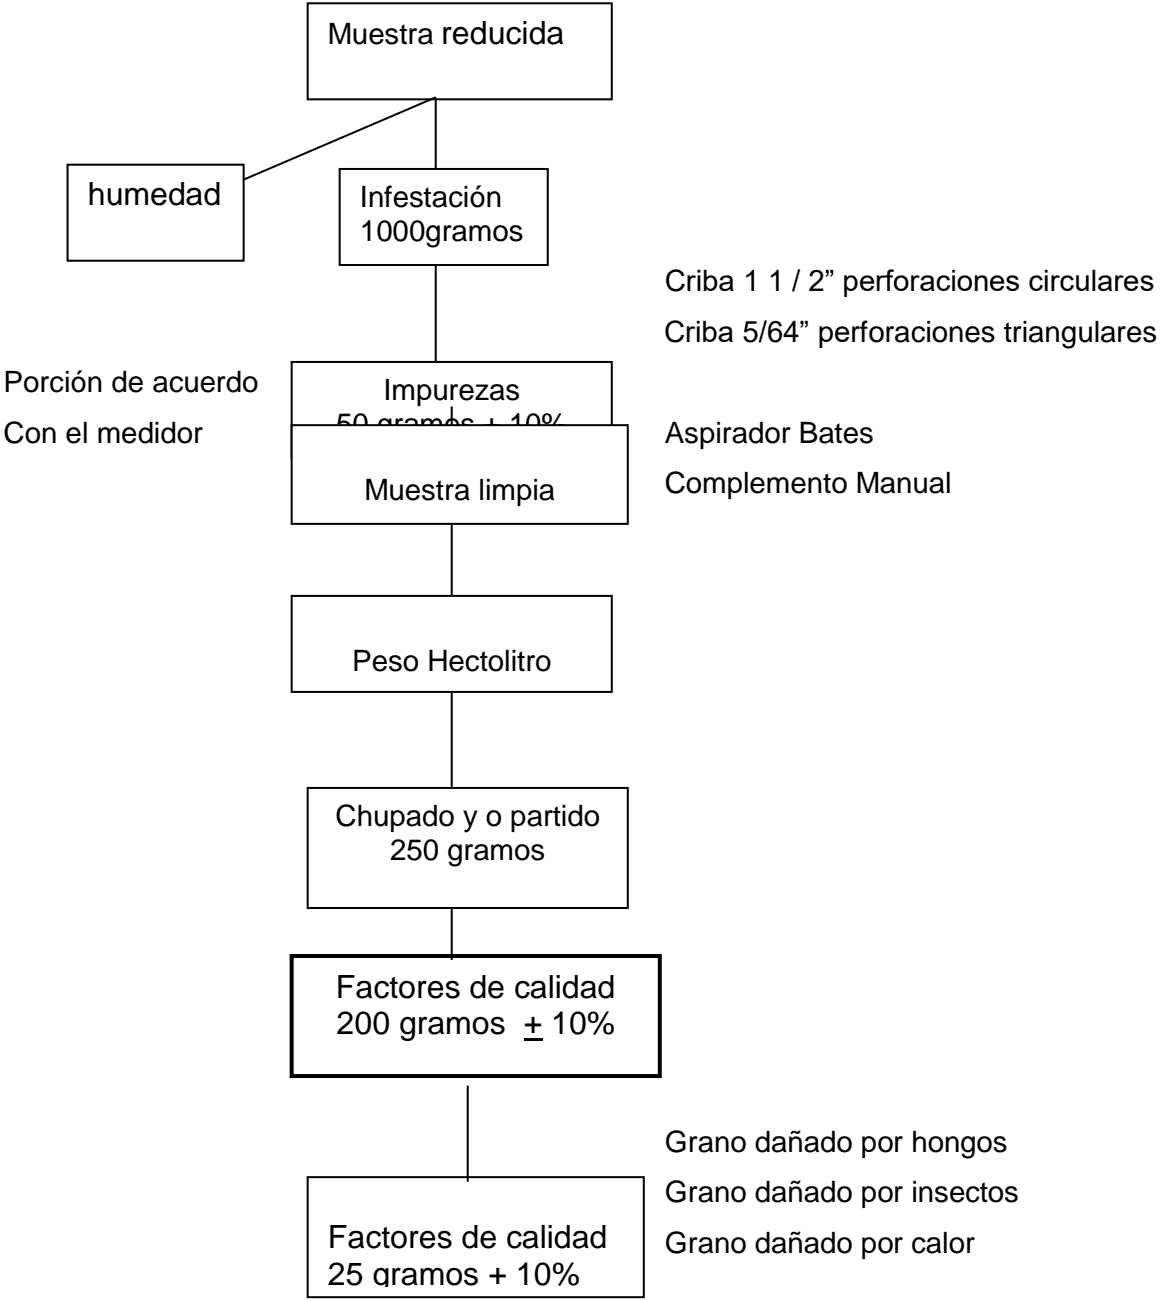 Muestra reducida
humedad
Infestación
1000gramos
Criba 1 1 / 2” perforaciones circulares
Criba 5/64” perforaciones triangulares
Porción de acuerdo
Con el medidor
Impurezas
50 gramos + 10%
Muestra limpia
Aspirador Bates
Complemento Manual
Peso Hectolitro
Chupado y o partido
250 gramos
Factores de calidad
200 gramos ± 10%
Grano dañado por hongos
Grano dañado por insectos
Grano dañado por calor
Factores de calidad
25 gramos + 10%